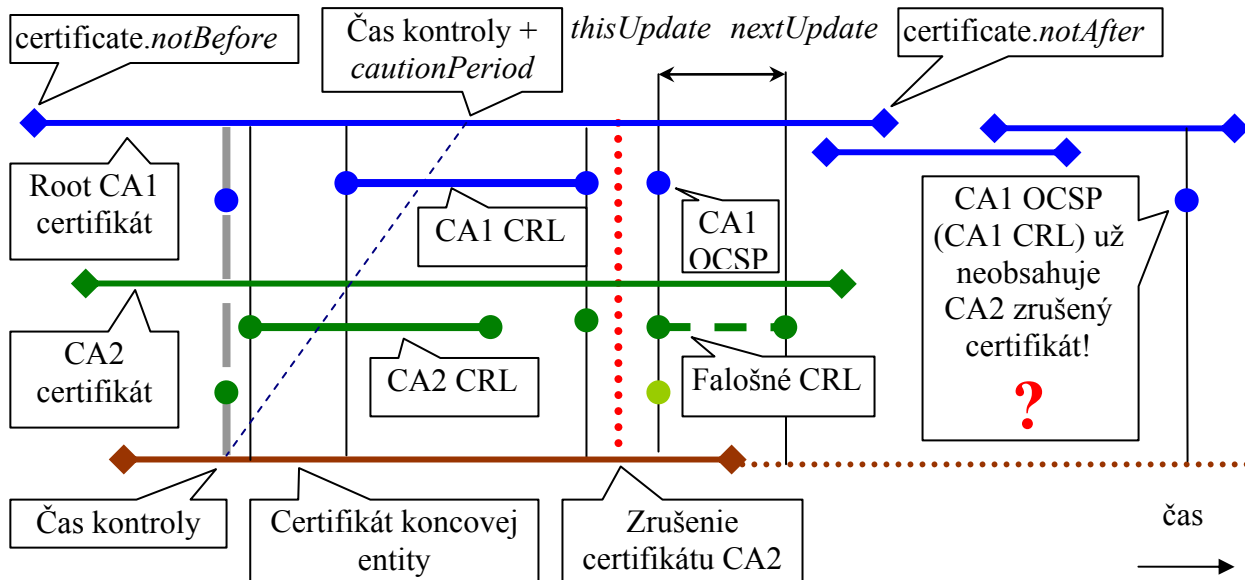 certificate.notBefore
Čas kontroly +
cautionPeriod
thisUpdate nextUpdate
certificate.notAfter
Root CA1
certifikát
CA1 CRL
CA1
OCSP
CA1 OCSP
(CA1 CRL) už
neobsahuje
CA2 zrušený
certifikát!
?
CA2
certifikát
CA2 CRL
Falošné CRL
Čas kontroly
Certifikát koncovej
entity
Zrušenie
certifikátu CA2
čas